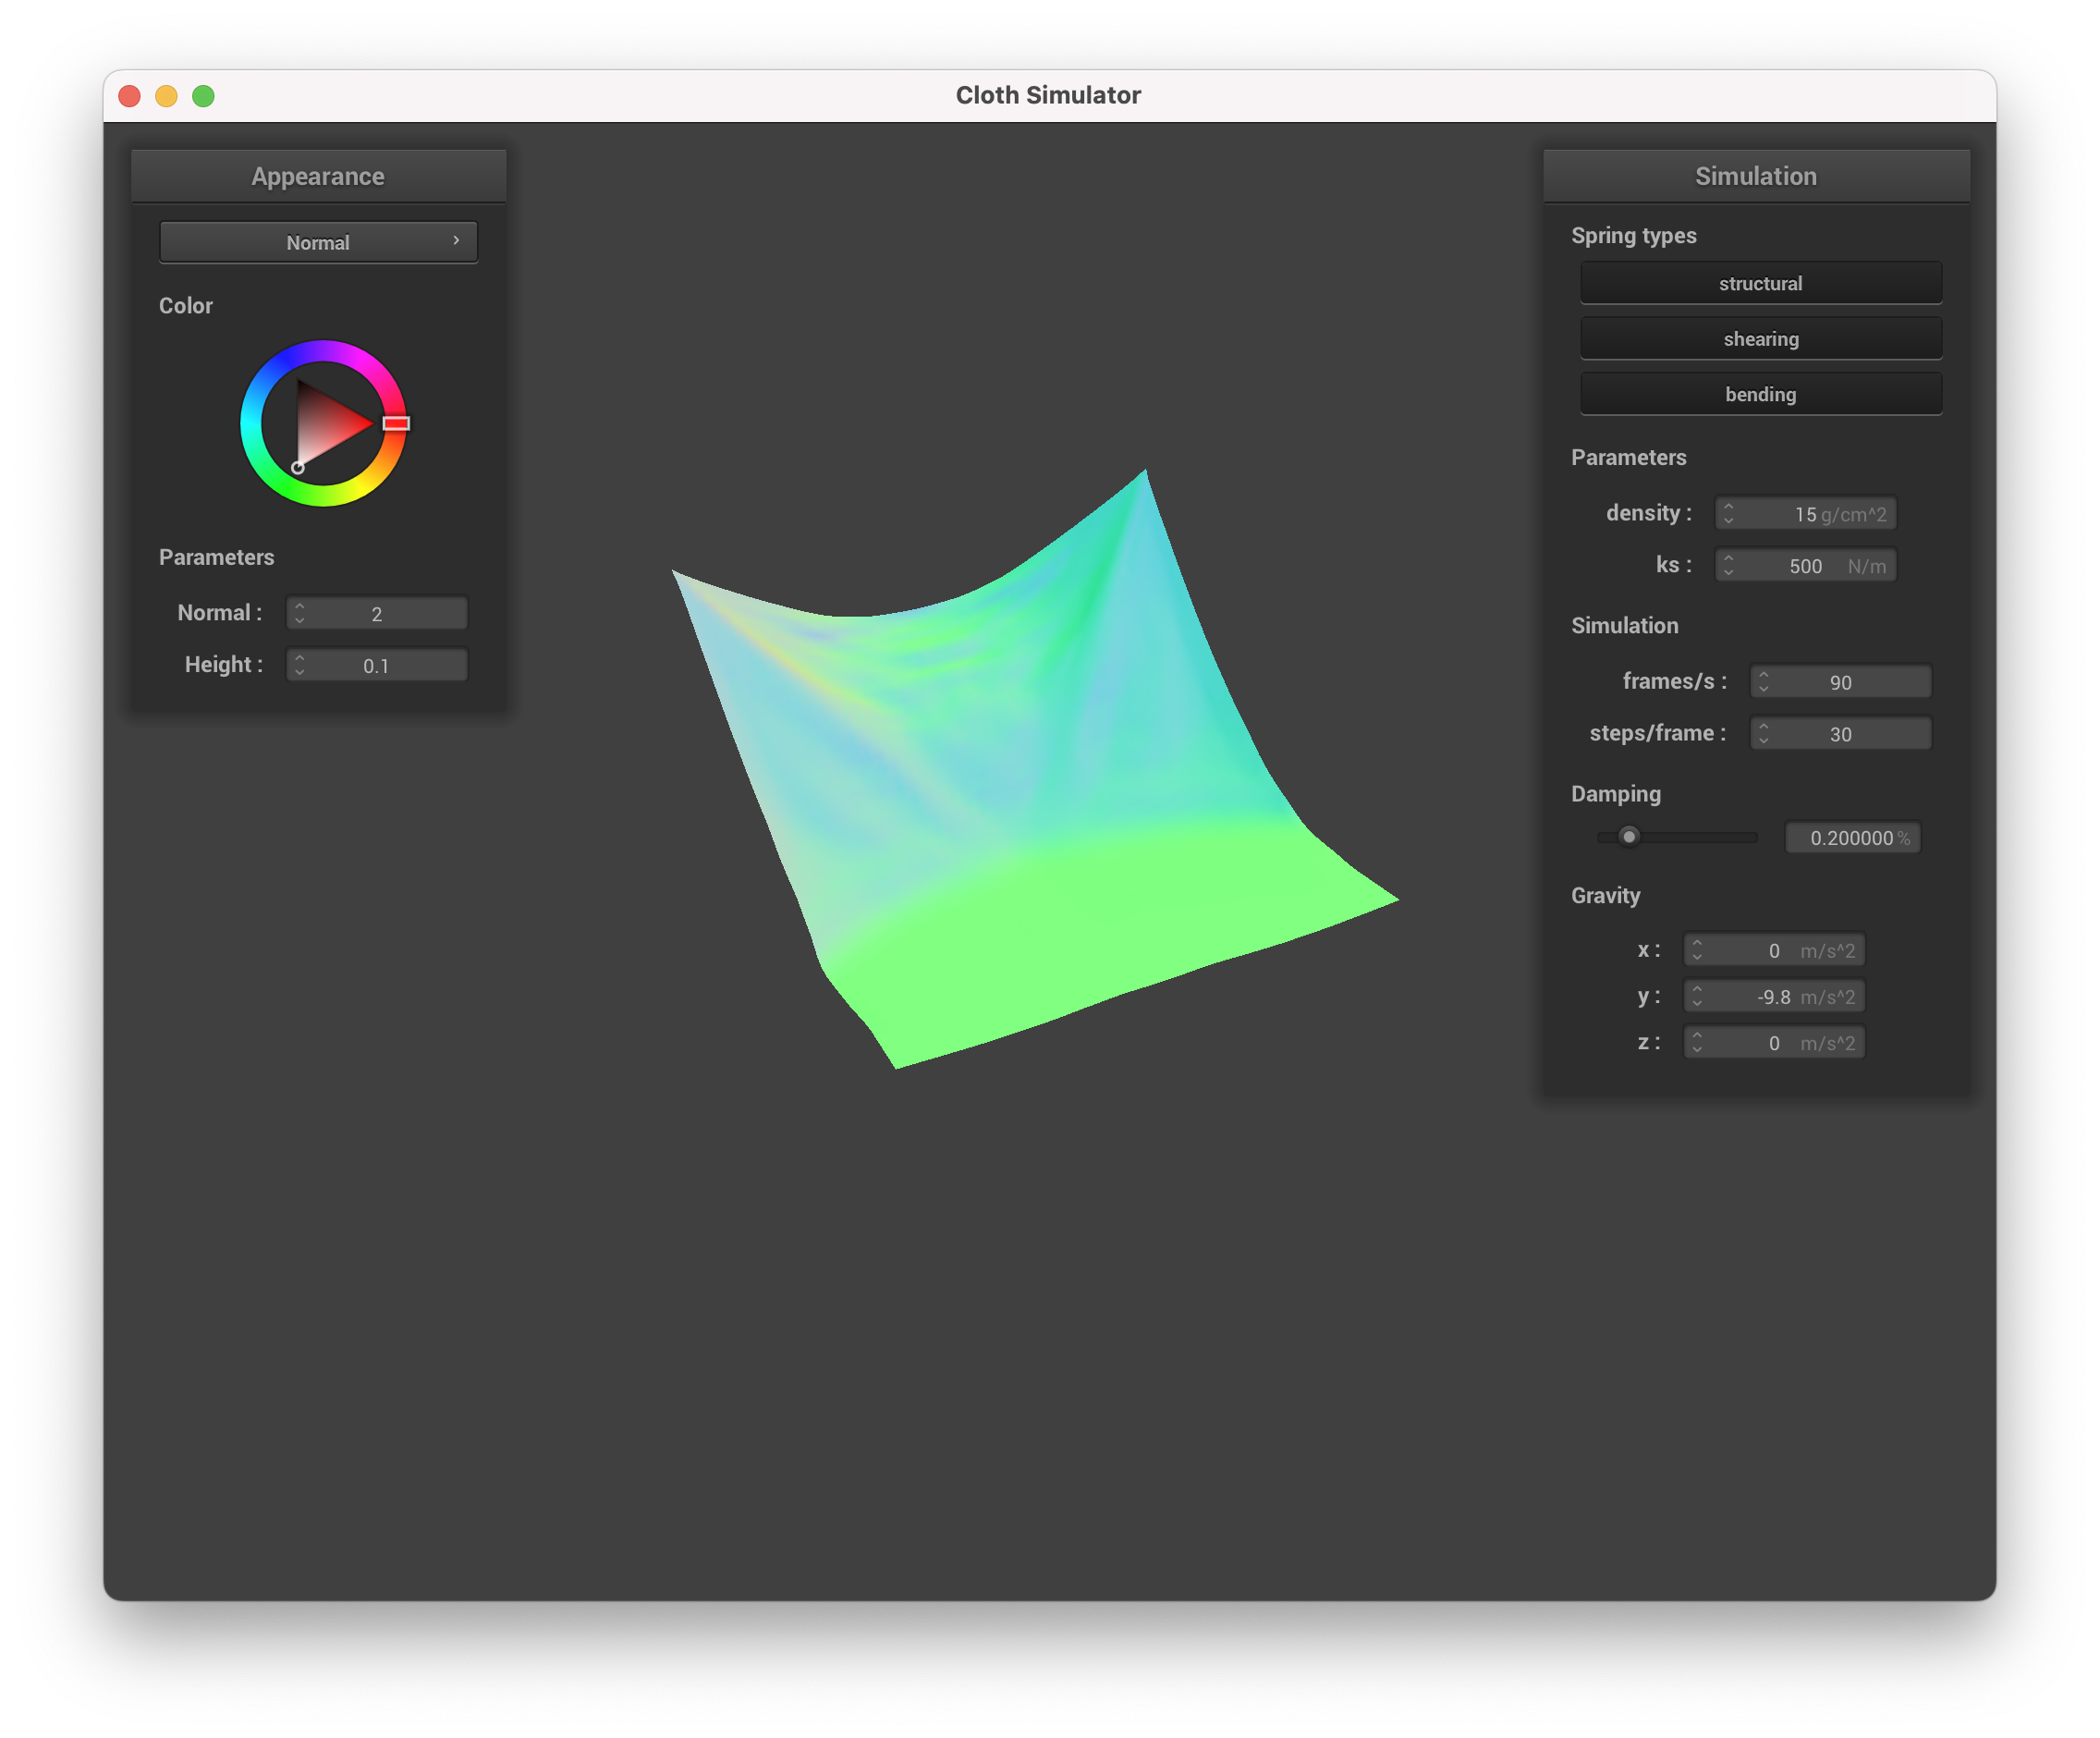 Cloth Simulator
Appearance
Normal
Color
Parameters
Normal : 2
Height : 0.1
Simulation
Spring types
structural
shearing
bending
Parameters
density : 15 g/cm^2
ks : 500 N/m
Simulation
frames/s : 90
steps/frame : 30
Damping
0.200000 %
Gravity
x : 0 m/s^2
y : -9.8 m/s^2
z : 0 m/s^2